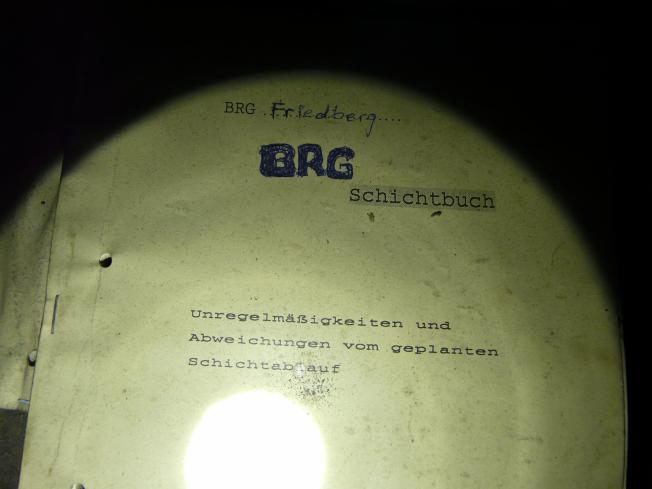 BRG .Friedberg....
BRG
Schichtbuch
Unregelmäßigkeiten und
Abweichungen vom geplanten
Schichtablauf